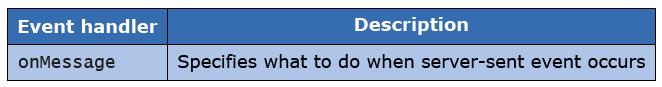 Event handler Description
onMessage Specifies what to do when server-sent event occurs